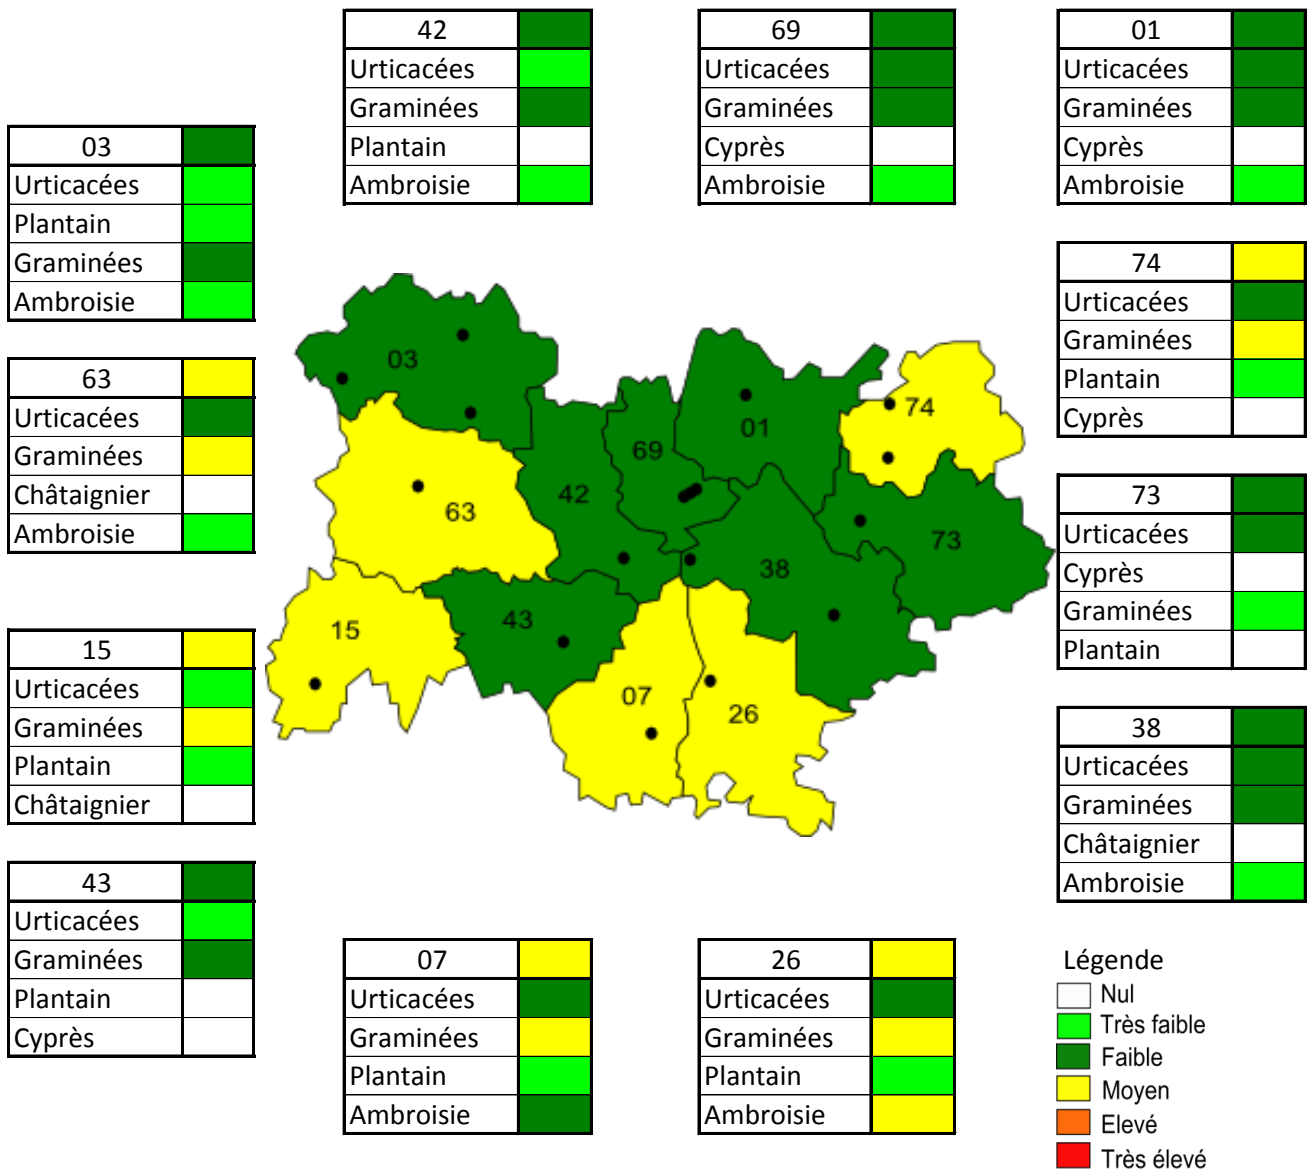 42
Urticacées
Graminées
Plantain
Ambroisie
69
Urticacées
Graminées
Cyprès
Ambroisie
01
Urticacées
Graminées
Cyprès
Ambroisie
03
Urticacées
Plantain
Graminées
Ambroisie
74
Urticacées
Graminées
Plantain
Cyprès
63
Urticacées
Graminées
Châtaignier
Ambroisie
73
Urticacées
Cyprès
Graminées
Plantain
15
Urticacées
Graminées
Plantain
Châtaignier
38
Urticacées
Graminées
Châtaignier
Ambroisie
43
Urticacées
Graminées
Plantain
Cyprès
07
Urticacées
Graminées
Plantain
Ambroisie
26
Urticacées
Graminées
Plantain
Ambroisie
03
74
01
69
42
63
73
38
43
15
07
26
Légende
Nul
Très faible
Faible
Moyen
Elevé
Très élevé